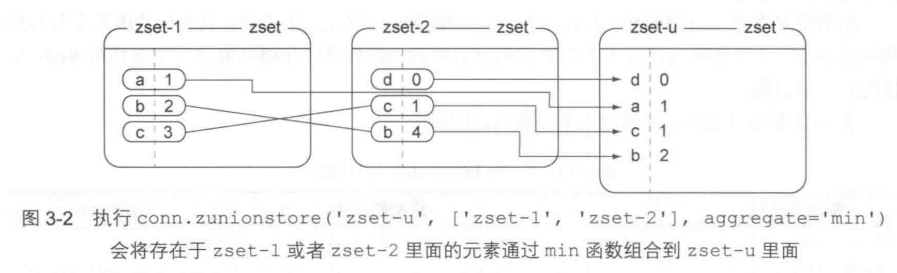 zset-1 zset zset-2 zset zset-u zset
a 1 d 0 d 0
b 2 c 1 a 1
c 3 b 4 c 1
b 2
图 3-2 执行 conn.zunionstore('zset-u', ['zset-1', 'zset-2'], aggregate='min')
会将存在于 zset-1 或者 zset-2 里面的元素通过 min 函数组合到 zset-u 里面